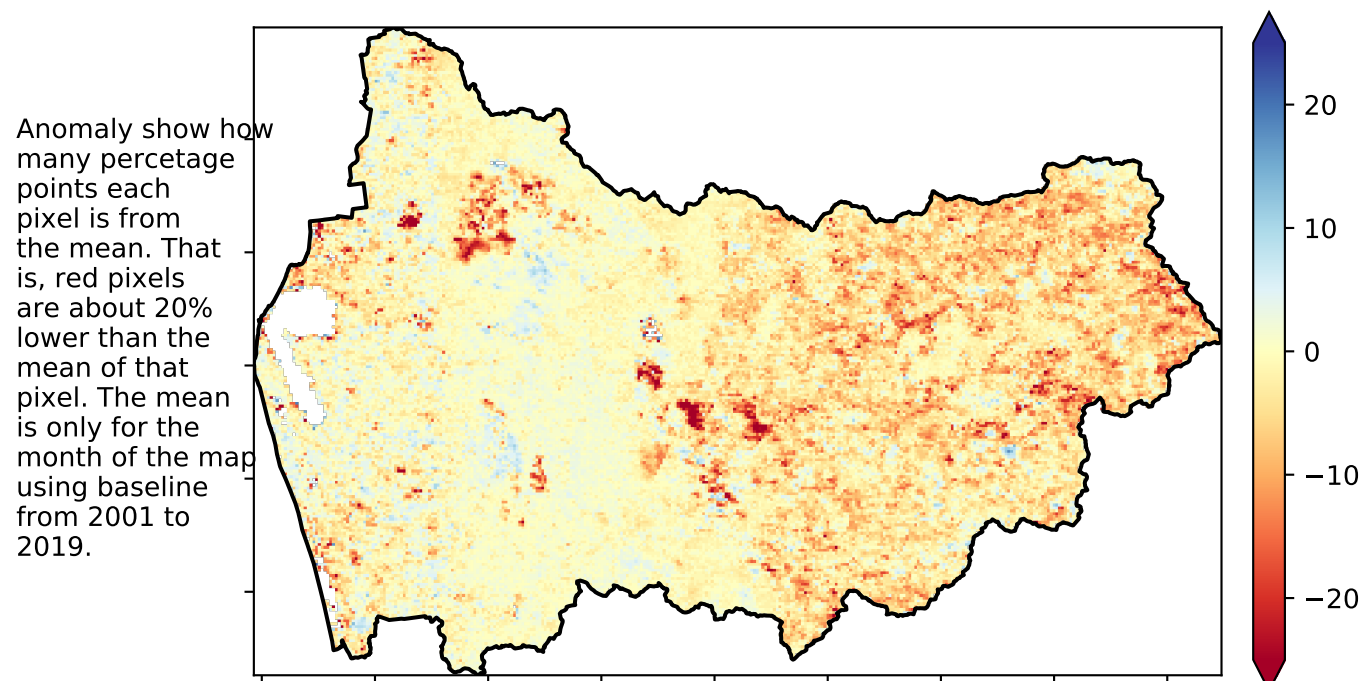 Anomaly show how
many percetage
points each
pixel is from
the mean. That
is, red pixels
are about 20%
lower than the
mean of that
pixel. The mean
is only for the
month of the map
using baseline
from 2001 to
2019.
20
10
0
−10
−20